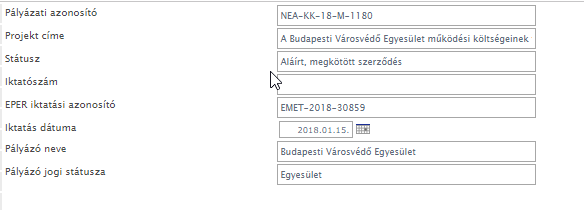 Pályázati azonosító NEA-KK-18-M-1180
Projekt címe A Budapesti Városvédő Egyesület működési költségeinek
Státusz Aláírt, megkötött szerződés
Iktatószám
EPER iktatási azonosító EMET-2018-30859
Iktatás dátuma 2018.01.15.
Pályázó neve Budapesti Városvédő Egyesület
Pályázó jogi státusza Egyesület